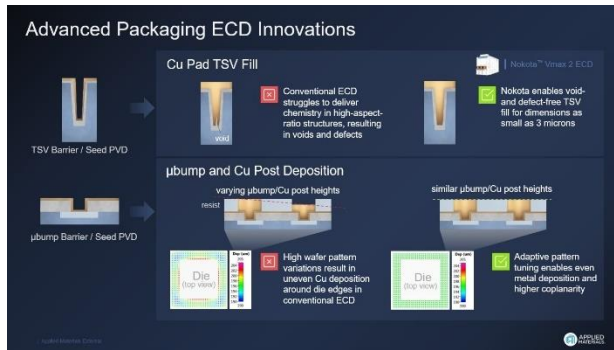 Advanced Packaging ECD Innovations
Cu Pad TSV Fill
| Nokota™ Vmax 2 ECD
Conventional ECD
struggles to deliver
chemistry in high-aspect-
ratio structures, resulting
in voids and defects
void
Nokota enables void-
and defect-free TSV
fill for dimensions as
small as 3 microns
TSV Barrier / Seed PVD
µbump and Cu Post Deposition
varying µbump/Cu post heights
resist
similar µbump/Cu post heights
µbump Barrier / Seed PVD
Die
(top view)
High wafer pattern
variations result in
uneven Cu deposition
around die edges in
conventional ECD
Die
(top view)
Adaptive pattern
tuning enables even
metal deposition and
higher coplanarity
APPLIED
MATERIALS